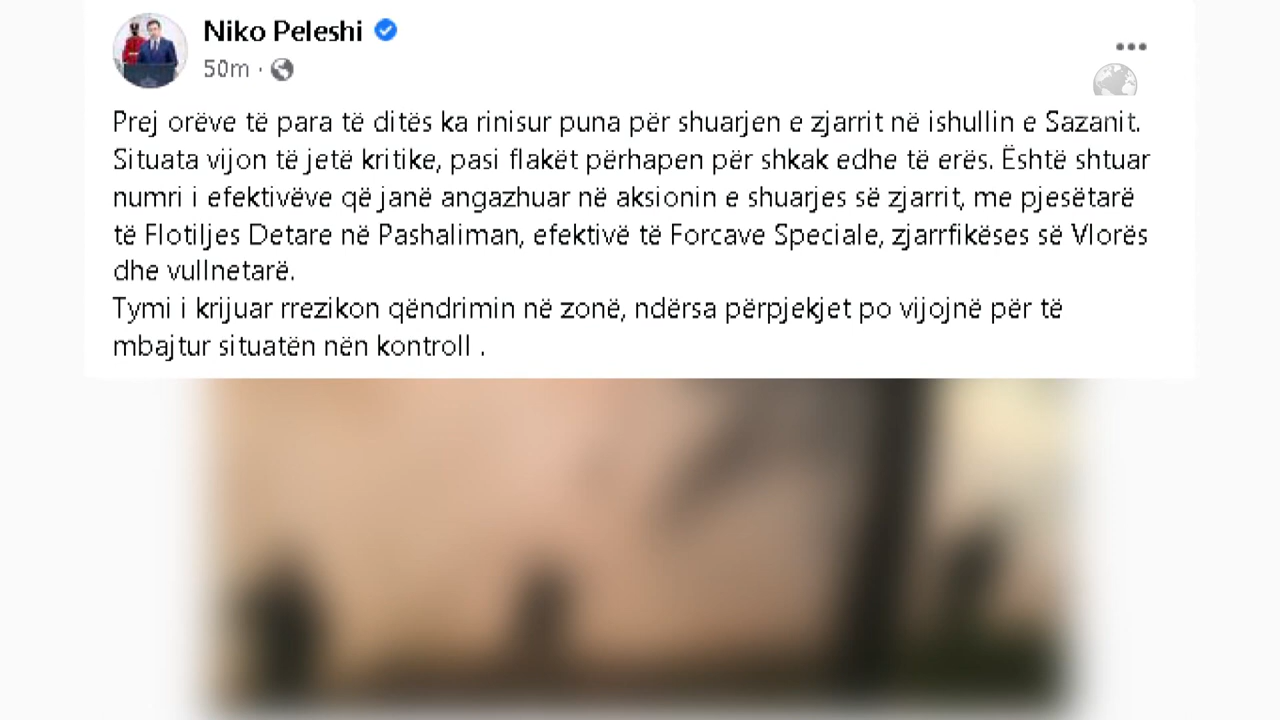 Niko Peleshi
50m ·
Prej orëve të para të ditës ka rinisur puna për shuarjen e zjarrit në ishullin e Sazanit.
Situata vijon të jetë kritike, pasi flakët përhapen për shkak edhe të erës. Është shtuar
numri i efektivëve që janë angazhuar në aksionin e shuarjes së zjarrit, me pjesëtarë
të Flotiljes Detare në Pashaliman, efektivë të Forcave Speciale, zjarrfikëses së Vlorës
dhe vullnetarë.
Tymi i krijuar rrezikon qëndrimin në zonë, ndërsa përpjekjet po vijojnë për të
mbajtur situatën nën kontroll .